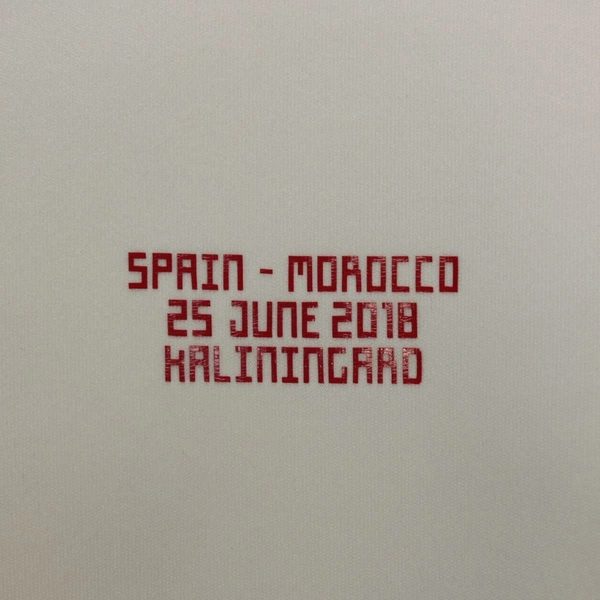 SPAIN - MOROCCO
25 JUNE 2018
KALININGRAD